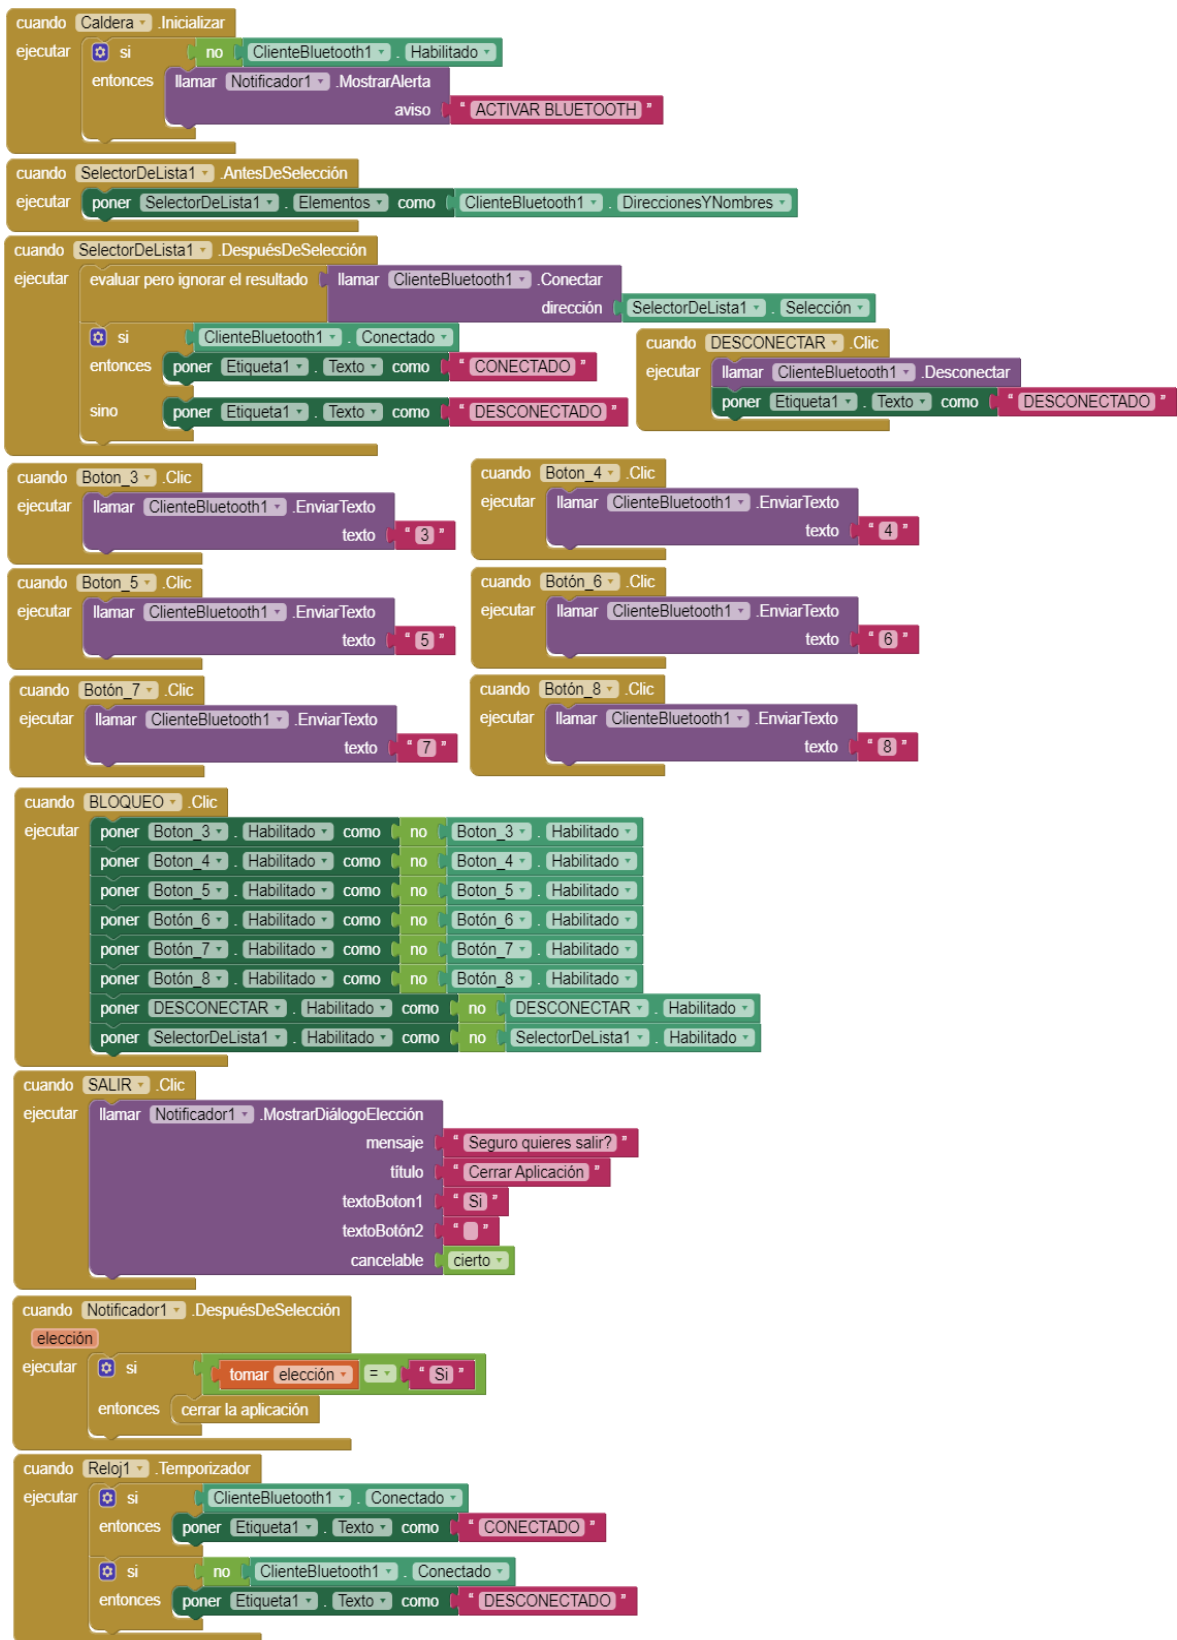 cuando Caldera .Inicializar
ejecutar si no ClienteBluetooth1 . Habilitado
entonces llamar Notificador1 .MostrarAlerta
aviso " ACTIVAR BLUETOOTH "
cuando SelectorDeLista1 .AntesDeSelección
ejecutar poner SelectorDeLista1 . Elementos como ClienteBluetooth1 . DireccionesYNombres
cuando SelectorDeLista1 .DespuésDeSelección
ejecutar evaluar pero ignorar el resultado llamar ClienteBluetooth1 .Conectar
dirección SelectorDeLista1 . Selección
si ClienteBluetooth1 . Conectado
entonces poner Etiqueta1 . Texto como " CONECTADO "
sino poner Etiqueta1 . Texto como " DESCONECTADO "
cuando DESCONECTAR .Clic
ejecutar llamar ClienteBluetooth1 .Desconectar
poner Etiqueta1 . Texto como " DESCONECTADO "
cuando Boton_3 .Clic
ejecutar llamar ClienteBluetooth1 .EnviarTexto
texto " 3 "
cuando Boton_4 .Clic
ejecutar llamar ClienteBluetooth1 .EnviarTexto
texto " 4 "
cuando Boton_5 .Clic
ejecutar llamar ClienteBluetooth1 .EnviarTexto
texto " 5 "
cuando Botón_6 .Clic
ejecutar llamar ClienteBluetooth1 .EnviarTexto
texto " 6 "
cuando Botón_7 .Clic
ejecutar llamar ClienteBluetooth1 .EnviarTexto
texto " 7 "
cuando Botón_8 .Clic
ejecutar llamar ClienteBluetooth1 .EnviarTexto
texto " 8 "
cuando BLOQUEO .Clic
ejecutar poner Boton_3 . Habilitado como no Boton_3 . Habilitado
poner Boton_4 . Habilitado como no Boton_4 . Habilitado
poner Boton_5 . Habilitado como no Boton_5 . Habilitado
poner Botón_6 . Habilitado como no Botón_6 . Habilitado
poner Botón_7 . Habilitado como no Botón_7 . Habilitado
poner Botón_8 . Habilitado como no Botón_8 . Habilitado
poner DESCONECTAR . Habilitado como no DESCONECTAR . Habilitado
poner SelectorDeLista1 . Habilitado como no SelectorDeLista1 . Habilitado
cuando SALIR .Clic
ejecutar llamar Notificador1 .MostrarDiálogoElección
mensaje " Seguro quieres salir? "
título " Cerrar Aplicación "
textoBoton1 " Si "
textoBotón2 " "
cancelable cierto
cuando Notificador1 .DespuésDeSelección
elección
ejecutar si tomar elección = " Si "
entonces cerrar la aplicación
cuando Reloj1 .Temporizador
ejecutar si ClienteBluetooth1 . Conectado
entonces poner Etiqueta1 . Texto como " CONECTADO "
si no ClienteBluetooth1 . Conectado
entonces poner Etiqueta1 . Texto como " DESCONECTADO "